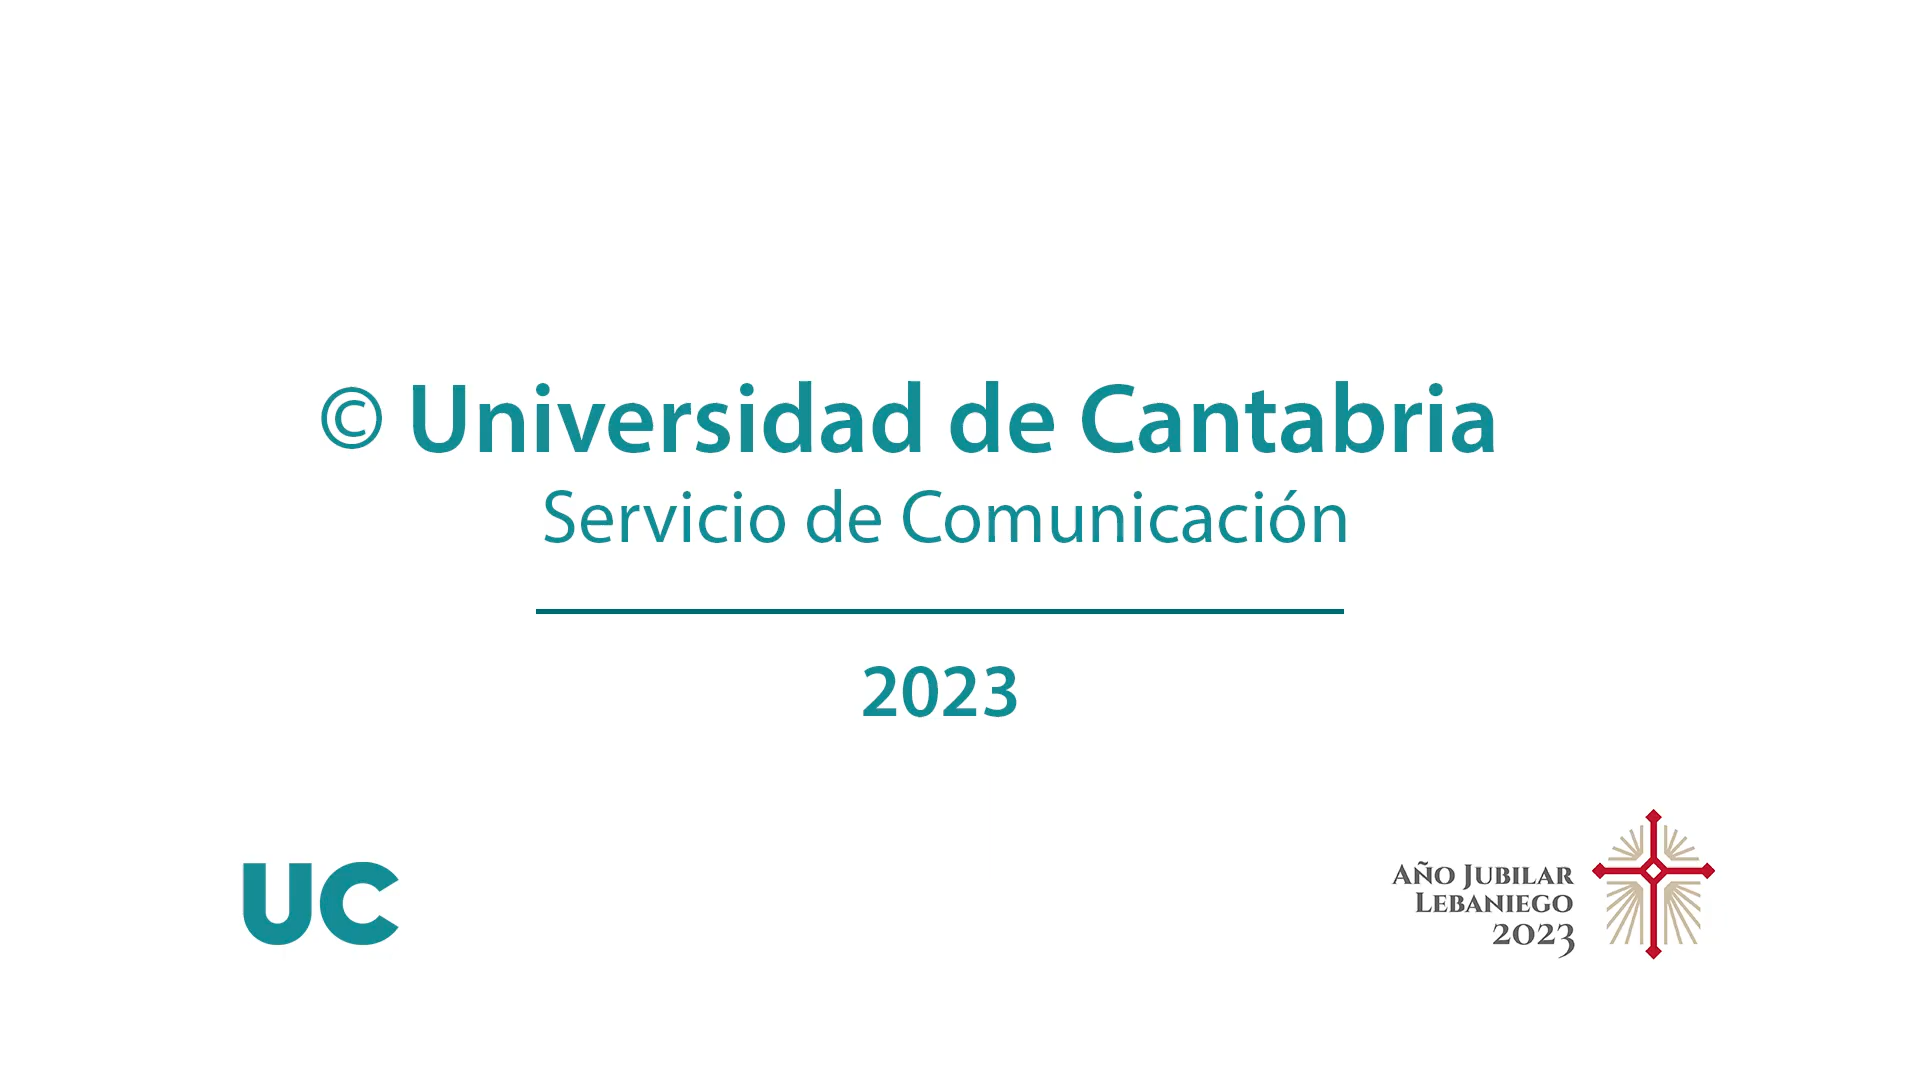 © Universidad de Cantabria
Servicio de Comunicación
2023
UC
Año Jubilar
Lebaniego
2023